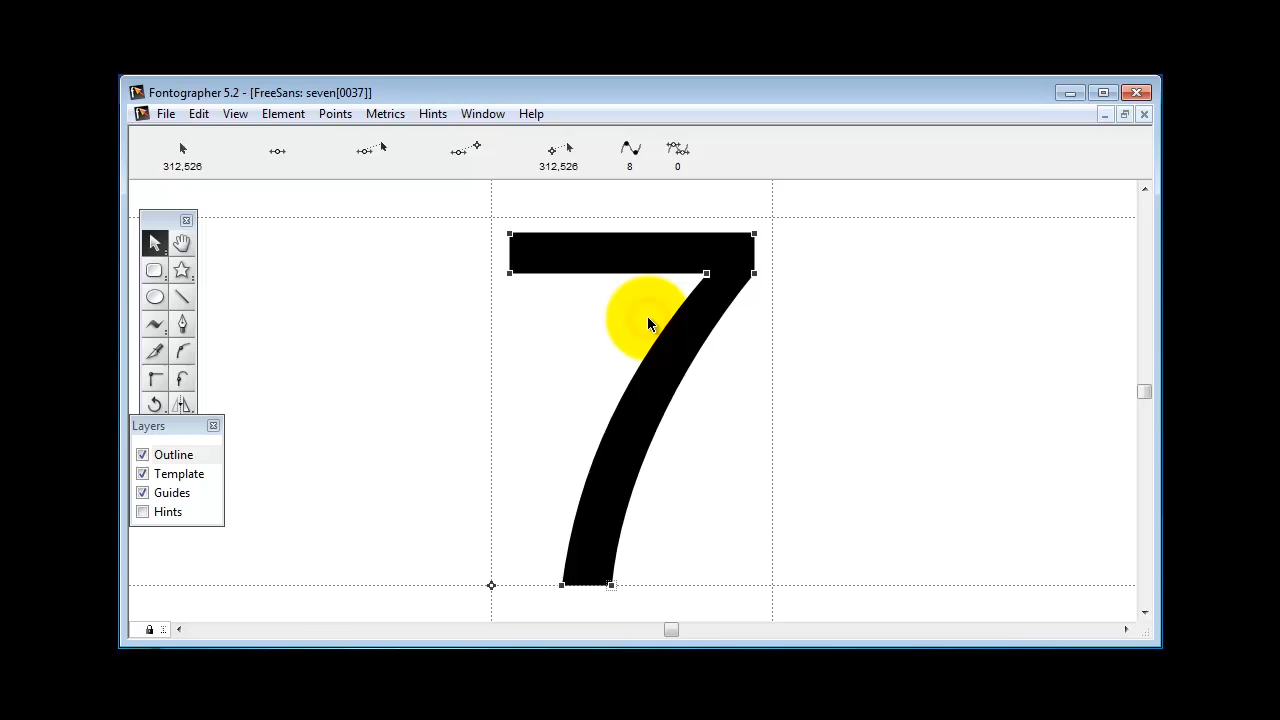 Fontographer 5.2 - [FreeSans: seven[0037]]
File Edit View Element Points Metrics Hints Window Help
312,526 312,526 8 0
7
Layers
Outline
Template
Guides
Hints